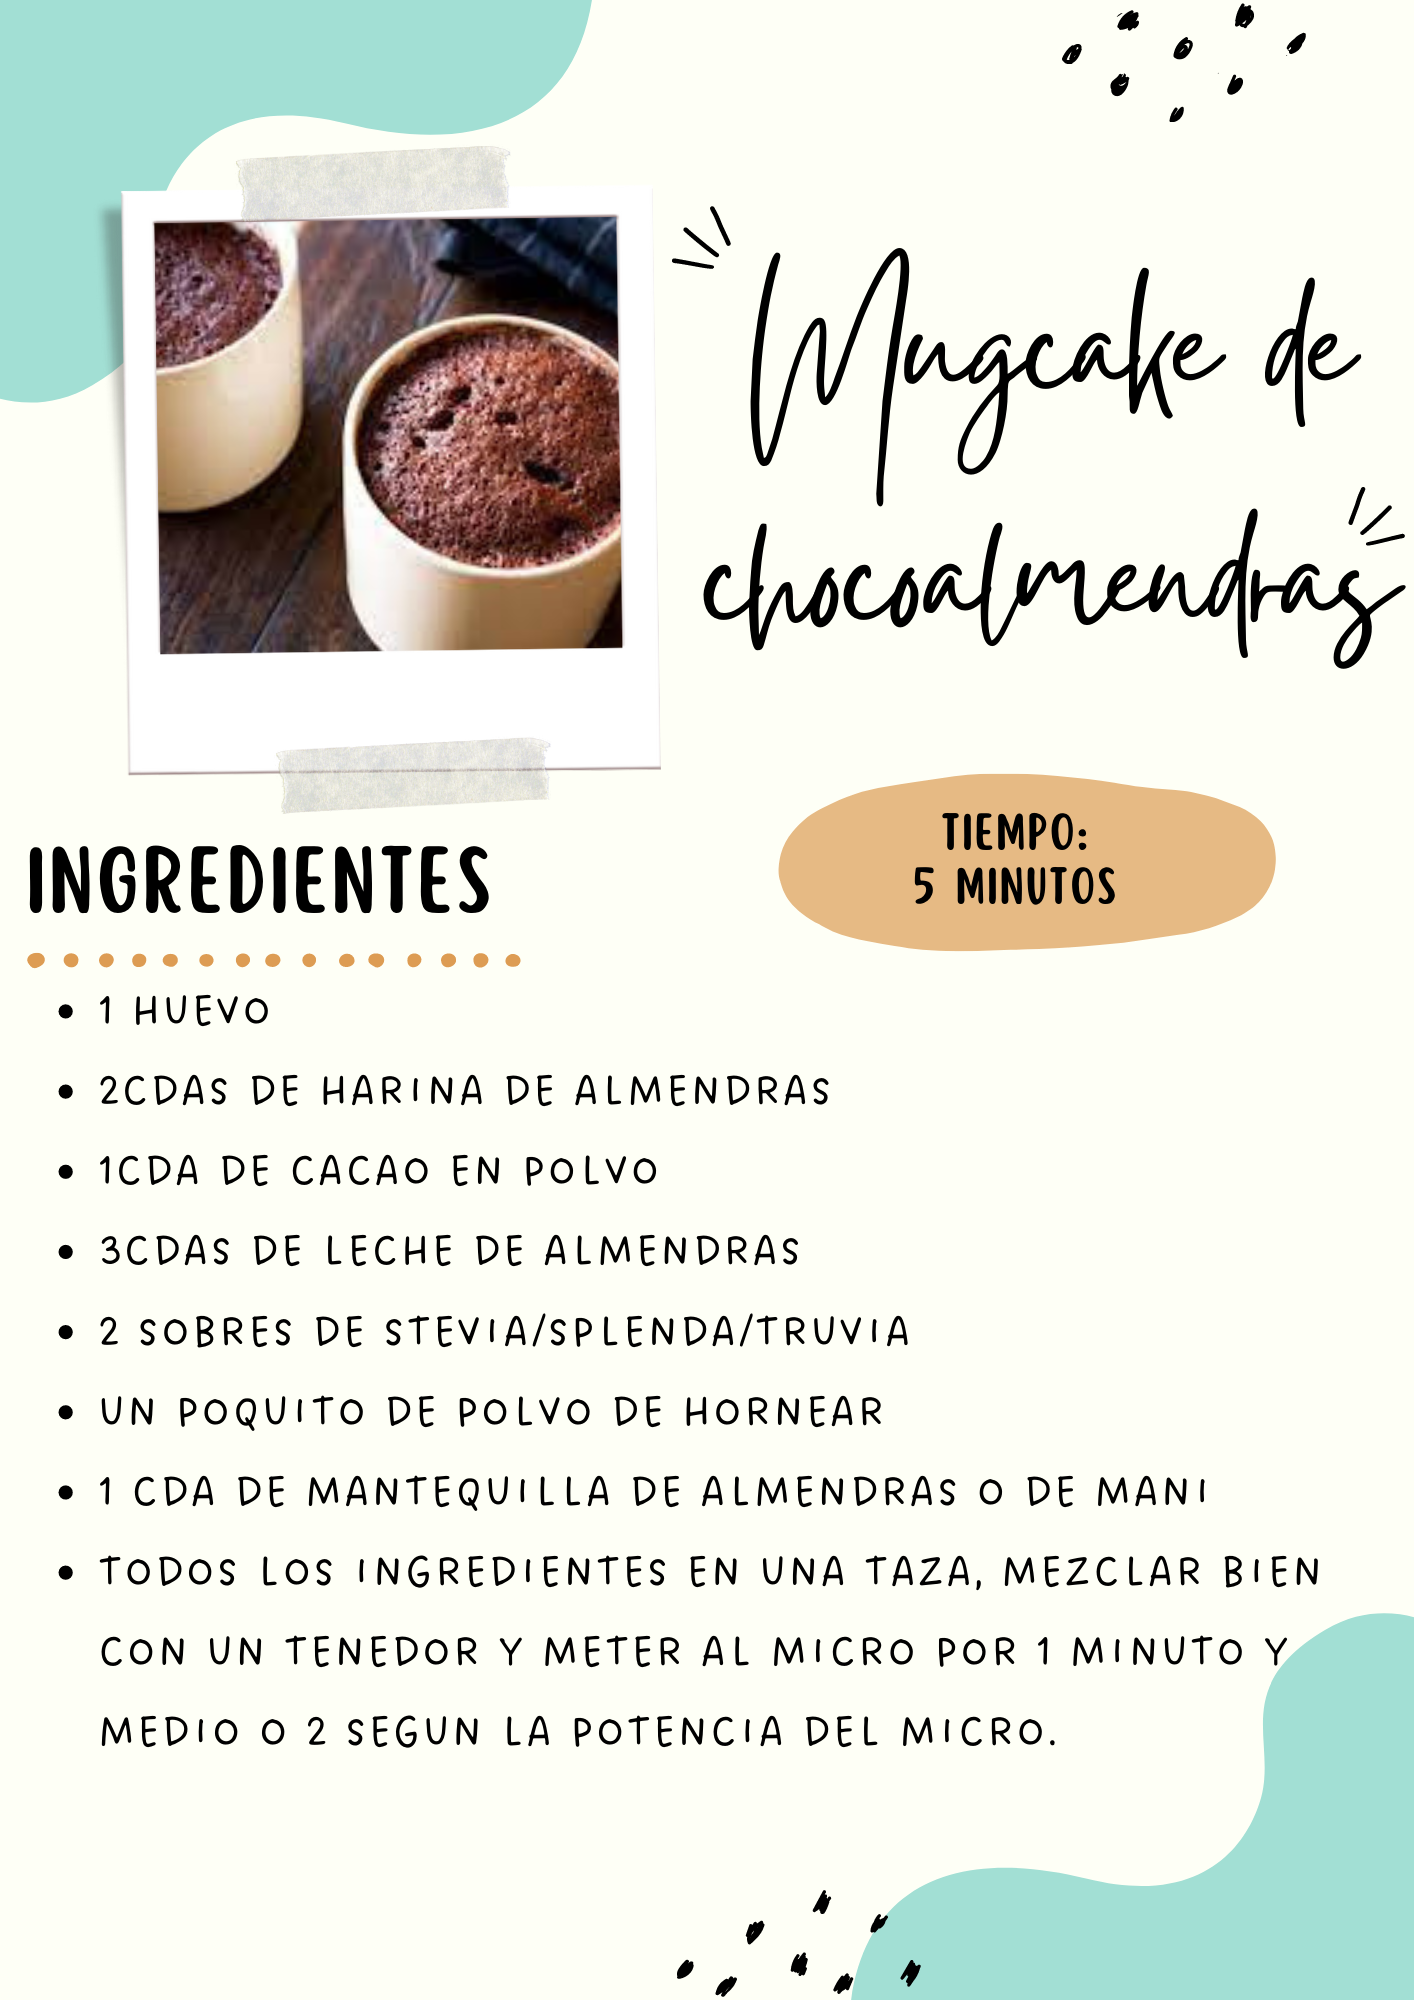 Mugcake de
chocoalmendras
TIEMPO:
5 MINUTOS
INGREDIENTES
1 HUEVO
2CDAS DE HARINA DE ALMENDRAS
1CDA DE CACAO EN POLVO
3CDAS DE LECHE DE ALMENDRAS
2 SOBRES DE STEVIA/SPLENDA/TRUVIA
UN POQUITO DE POLVO DE HORNEAR
1 CDA DE MANTEQUILLA DE ALMENDRAS O DE MANI
TODOS LOS INGREDIENTES EN UNA TAZA, MEZCLAR BIEN
CON UN TENEDOR Y METER AL MICRO POR 1 MINUTO Y
MEDIO O 2 SEGUN LA POTENCIA DEL MICRO.